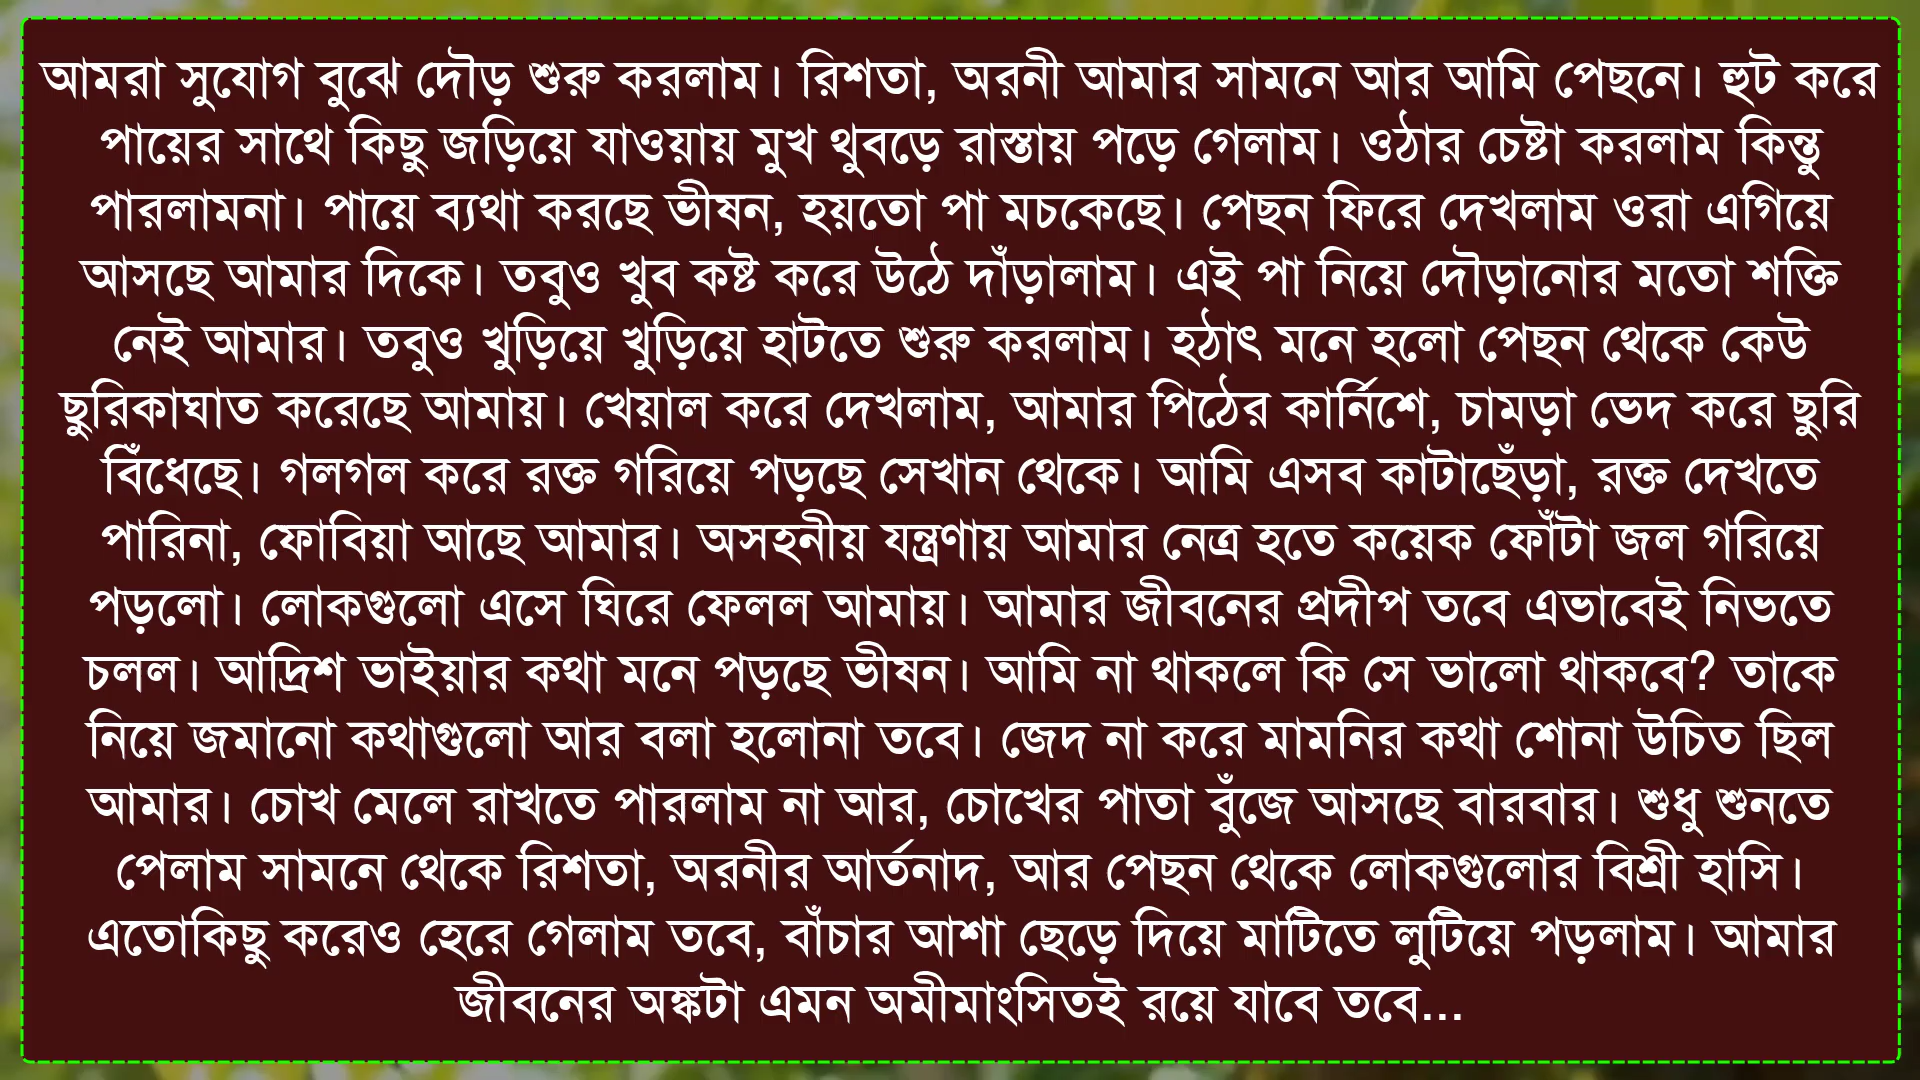 আমরা সুযোগ বুঝে দৌড় শুরু করলাম। রিশতা, অরনী আমার সামনে আর আমি পেছনে। হুট করে
পায়ের সাথে কিছু জড়িয়ে যাওয়ায় মুখ থুবড়ে রাস্তায় পড়ে গেলাম। ওঠার চেষ্টা করলাম কিন্তু
পারলামনা। পায়ে ব্যথা করছে ভীষন, হয়তো পা মচকেছে। পেছন ফিরে দেখলাম ওরা এগিয়ে
আসছে আমার দিকে। তবুও খুব কষ্ট করে উঠে দাঁড়ালাম। এই পা নিয়ে দৌড়ানোর মতো শক্তি
নেই আমার। তবুও খুড়িয়ে খুড়িয়ে হাটতে শুরু করলাম। হঠাৎ মনে হলো পেছন থেকে কেউ
ছুরিকাঘাত করেছে আমায়। খেয়াল করে দেখলাম, আমার পিঠের কার্নিশে, চামড়া ভেদ করে ছুরি
বিঁধেছে। গলগল করে রক্ত গরিয়ে পড়ছে সেখান থেকে। আমি এসব কাটাছেঁড়া, রক্ত দেখতে
পারিনা, ফোবিয়া আছে আমার। অসহনীয় যন্ত্রণায় আমার নেত্র হতে কয়েক ফোঁটা জল গরিয়ে
পড়লো। লোকগুলো এসে ঘিরে ফেলল আমায়। আমার জীবনের প্রদীপ তবে এভাবেই নিভতে
চলল। আদ্রিশ ভাইয়ার কথা মনে পড়ছে ভীষন। আমি না থাকলে কি সে ভালো থাকবে? তাকে
নিয়ে জমানো কথাগুলো আর বলা হলোনা তবে। জেদ না করে মামনির কথা শোনা উচিত ছিল
আমার। চোখ মেলে রাখতে পারলাম না আর, চোখের পাতা বুঁজে আসছে বারবার। শুধু শুনতে
পেলাম সামনে থেকে রিশতা, অরনীর আর্তনাদ, আর পেছন থেকে লোকগুলোর বিশ্রী হাসি।
এতোকিছু করেও হেরে গেলাম তবে, বাঁচার আশা ছেড়ে দিয়ে মাটিতে লুটিয়ে পড়লাম। আমার
জীবনের অঙ্কটা এমন অমীমাংসিতই রয়ে যাবে তবে...